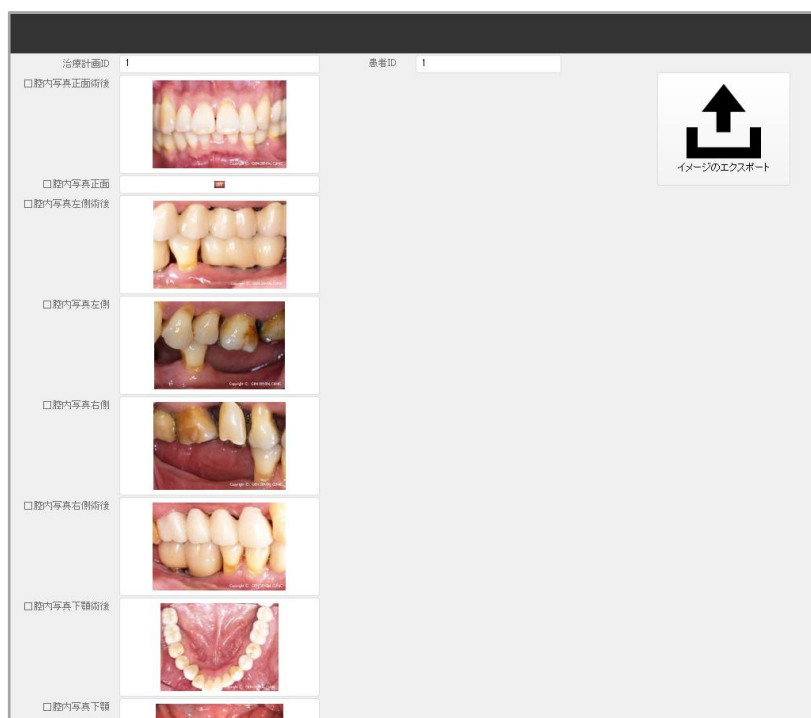 治療計画ID 1 患者ID 1
口腔内写真正面術後
イメージのエクスポート
口腔内写真正面
口腔内写真左側術後
口腔内写真左側
口腔内写真右側
口腔内写真右側術後
口腔内写真下顎術後
口腔内写真下顎